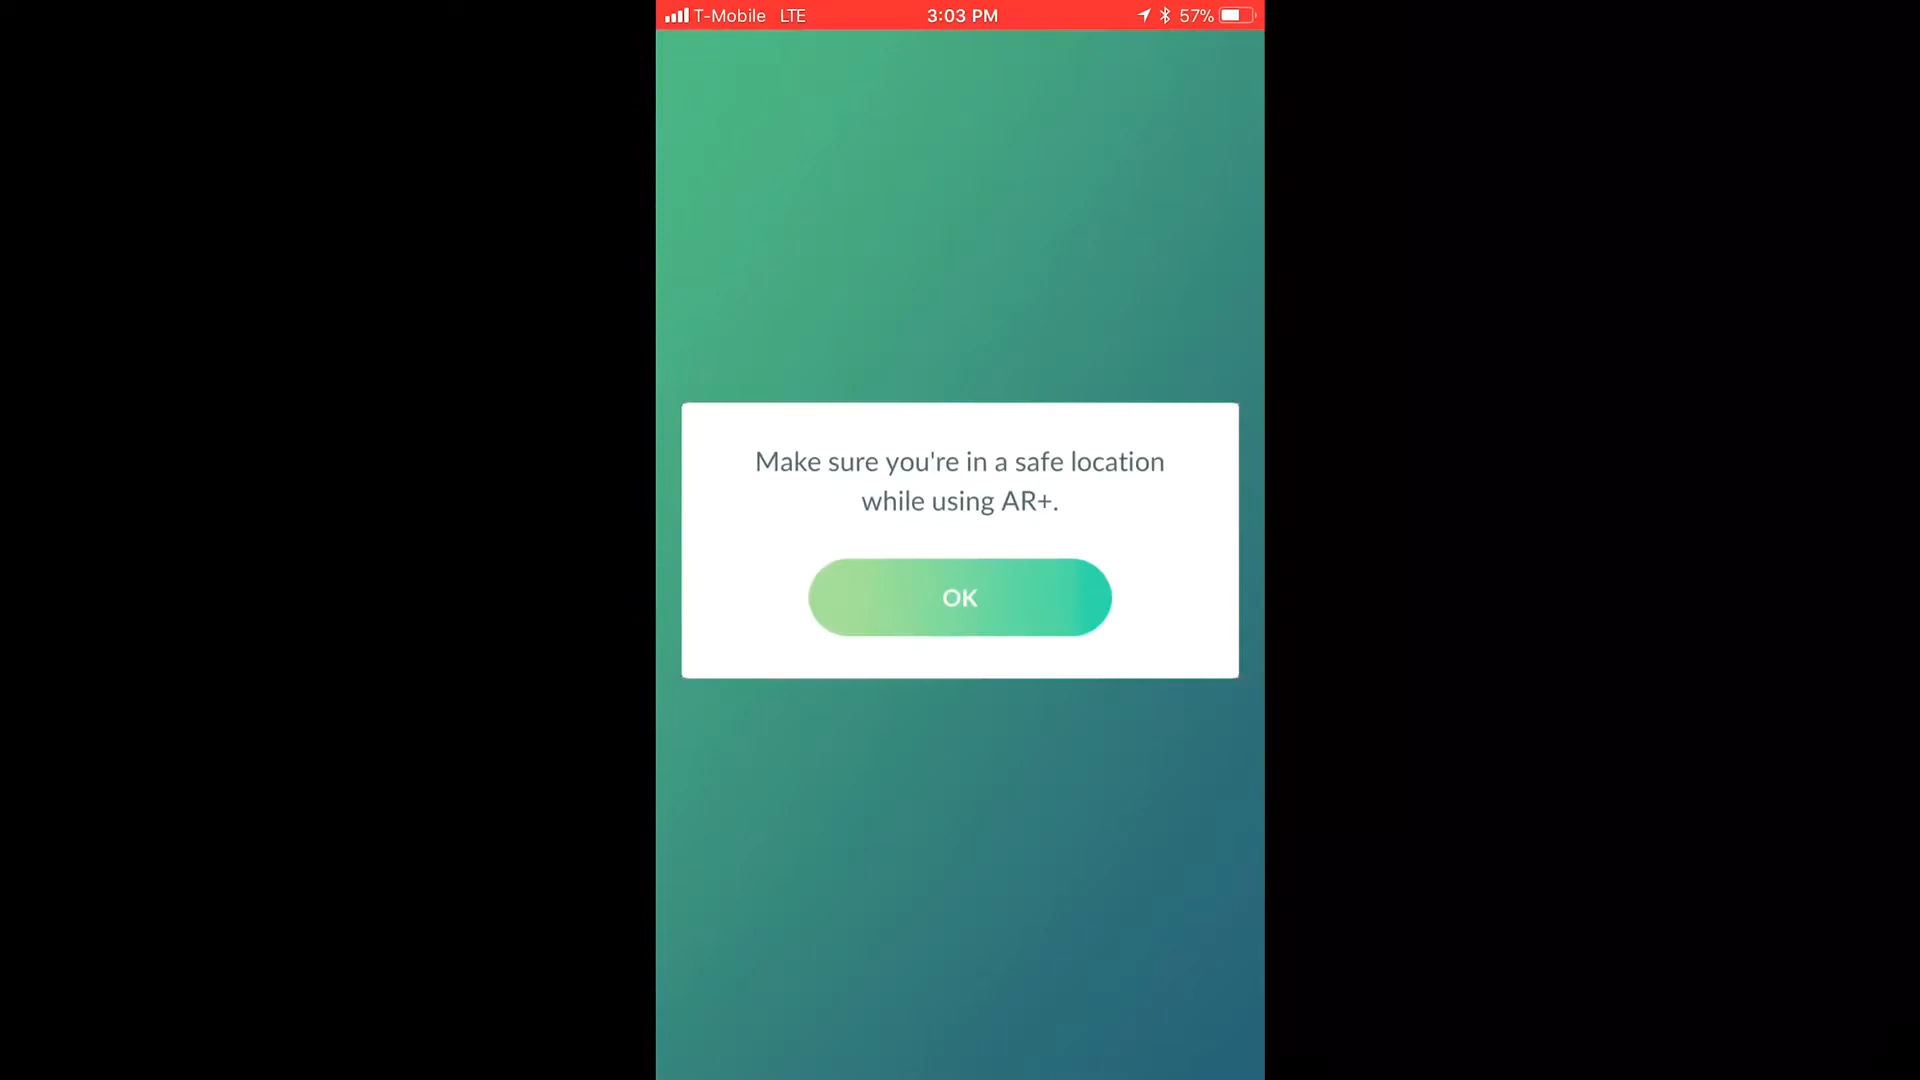 T-Mobile LTE 3:03 PM 57%
Make sure you're in a safe location
while using AR+.
OK